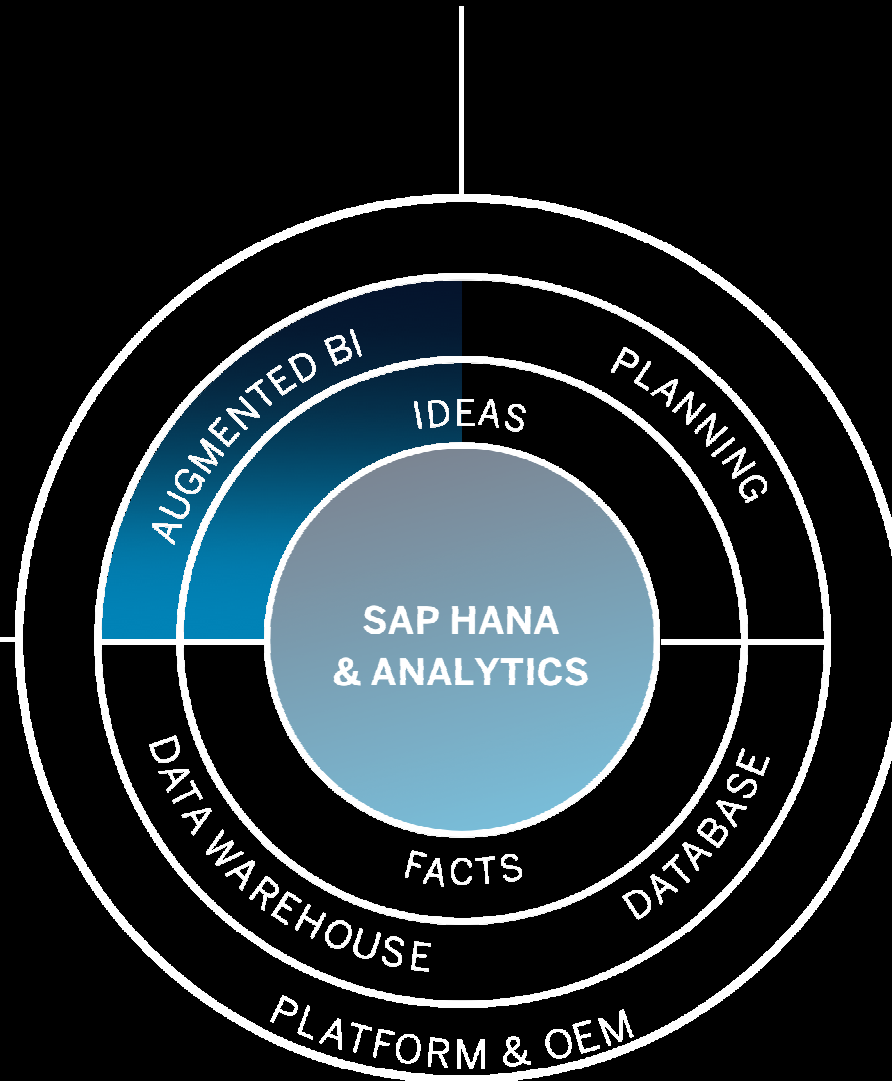 AUGMENTED BI
PLANNING
IDEAS
SAP HANA
& ANALYTICS
FACTS
DATA WAREHOUSE
DATABASE
PLATFORM & OEM